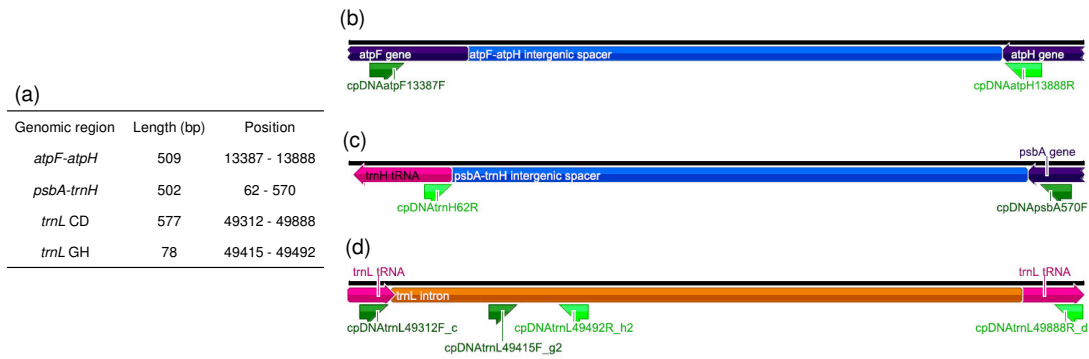 (a)
Genomic region Length (bp) Position
atpF-atpH 509 13387 - 13888
psbA-trnH 502 62 - 570
trnL CD 577 49312 - 49888
trnL GH 78 49415 - 49492
(b)
atpF gene atpF-atpH intergenic spacer atpH gene
cpDNAatpF13387F cpDNAatpH13888R
(c)
psbA gene
trnH tRNA psbA-trnH intergenic spacer
cpDNAtrnH62R cpDNApsbA570F
(d)
trnL tRNA trnL tRNA
trnL intron
cpDNAtrnL49312F_c cpDNAtrnL49492R_h2 cpDNAtrnL49888R_d
cpDNAtrnL49415F_g2